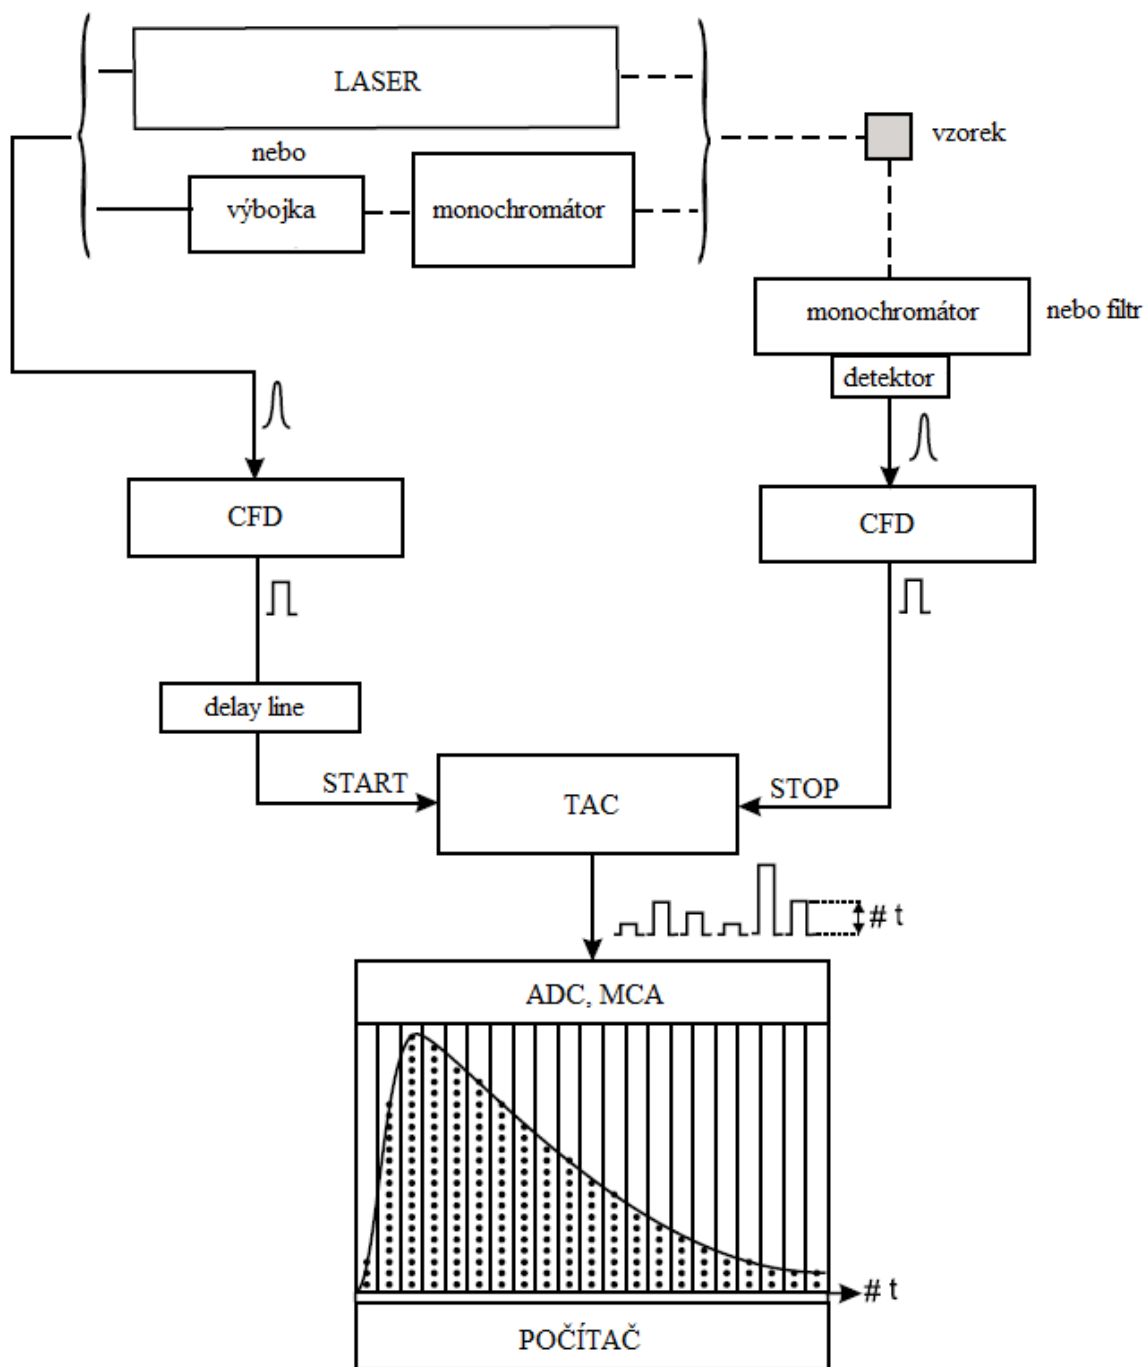 LASER
nebo
výbojka
monochromátor
vzorek
monochromátor
nebo filtr
detektor
CFD
CFD
delay line
START
TAC
STOP
# t
ADC, MCA
# t
POČÍTAČ